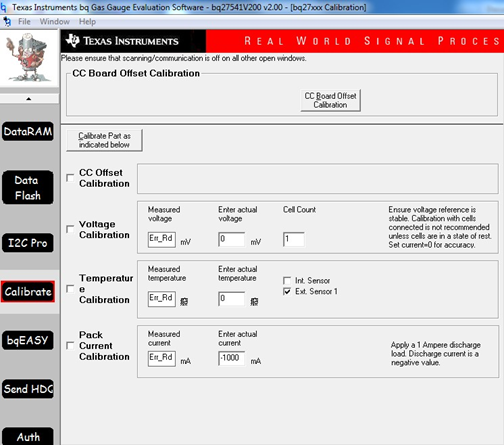 Texas Instruments bq Gas Gauge Evaluation Software - bq27541V200 v2.00 - [bq27xxx Calibration]
File Window Help
TEXAS INSTRUMENTS
REAL WORLD SIGNAL PROCES
Please ensure that scanning/communication is off on all other open windows.
CC Board Offset Calibration
CC Board Offset
Calibration
Calibrate Part as
indicated below
CC Offset
Calibration
Voltage
Calibration
Measured
voltage
Err_Rd mV
Enter actual
voltage
0 mV
Cell Count
1
Ensure voltage reference is
stable. Calibration with cells
connected is not recommended
unless cells are in a state of rest.
Set current=0 for accuracy.
Temperatur
e
Calibration
Measured
temperature
Err_Rd 癈
Enter actual
temperature
0 癈
Int. Sensor
Ext. Sensor 1
Pack
Current
Calibration
Measured
current
Err_Rd mA
Enter actual
current
-1000 mA
Apply a 1 Ampere discharge
load. Discharge current is a
negative value.
DataRAM
Data
Flash
I2C Pro
Calibrate
bqEASY
Send HDQ
Auth